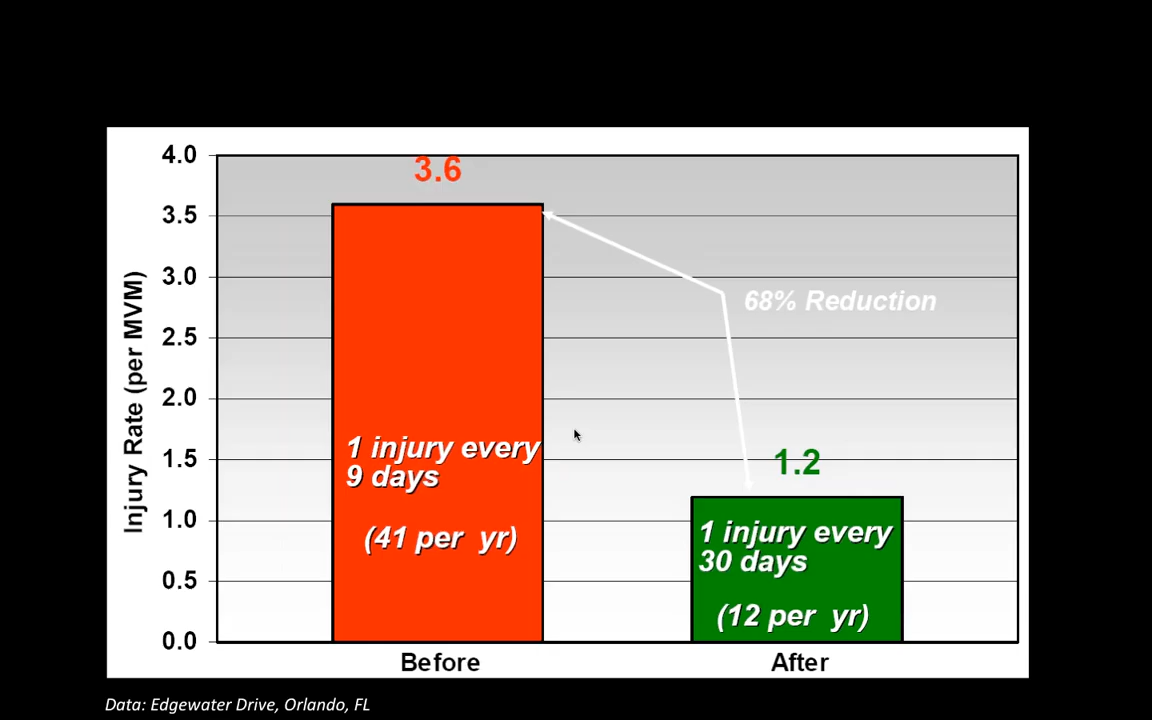 4.0
3.6
3.5
3.0
68% Reduction
2.5
2.0
1 injury every
9 days
1.5
1.2
(41 per yr)
1.0
1 injury every
30 days
0.5
(12 per yr)
0.0
Injury Rate (per MVM)
Before
After
Data: Edgewater Drive, Orlando, FL